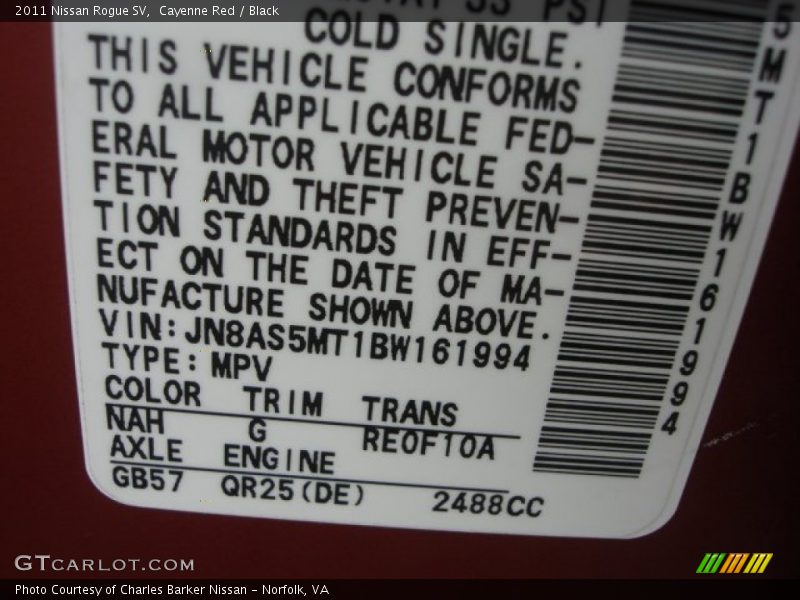 2011 Nissan Rogue SV, Cayenne Red / Black
PSI
COLD SINGLE.
THIS VEHICLE CONFORMS
TO ALL APPLICABLE FED-
ERAL MOTOR VEHICLE SA-
FETY AND THEFT PREVEN-
TION STANDARDS IN EFF-
ECT ON THE DATE OF MA-
NUFACTURE SHOWN ABOVE.
VIN:JN8AS5MT1BW161994
TYPE:MPV
COLOR TRIM TRANS
NAH G RE0F10A
AXLE ENGINE
GB57 QR25(DE) 2488CC
5MT1BW161994
GTCARLOT.COM
Photo Courtesy of Charles Barker Nissan - Norfolk, VA